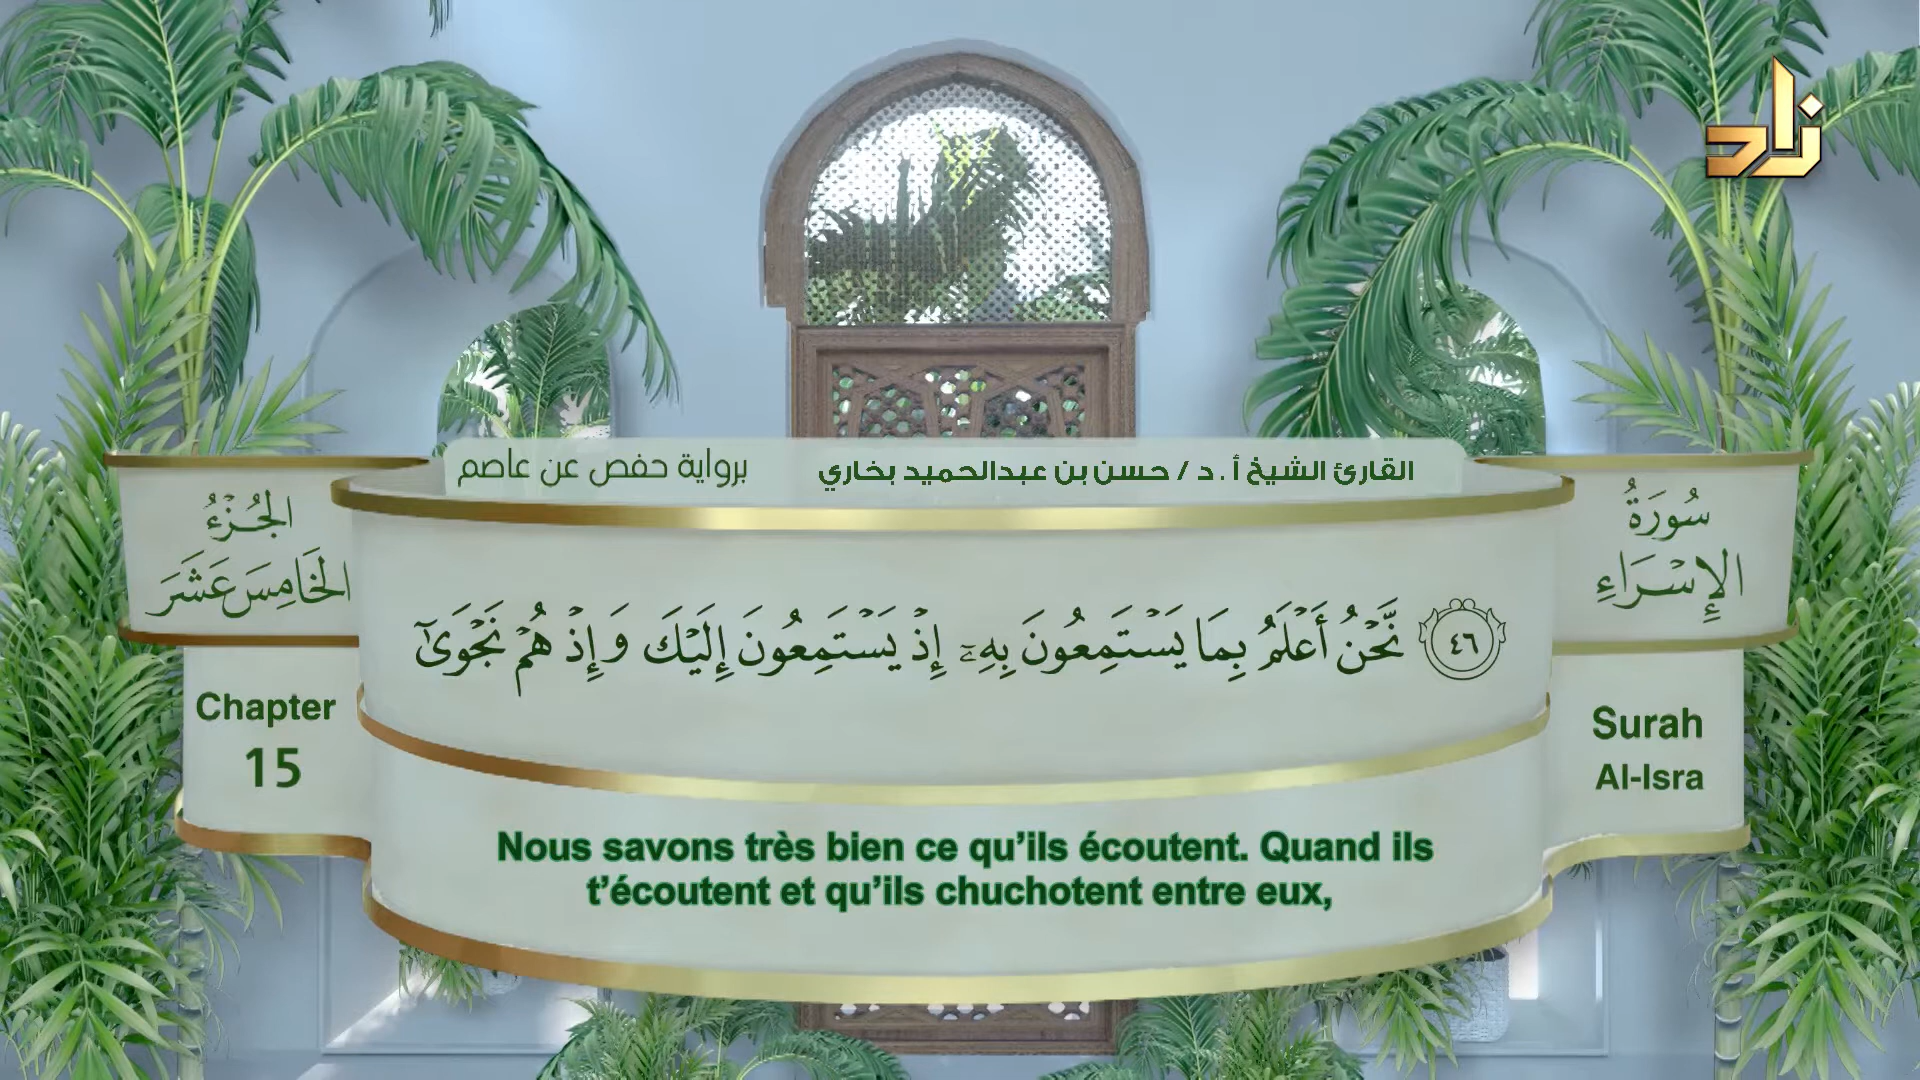 زاد
القارئ الشيخ أ . د / حسن بن عبدالحميد بخاري
برواية حفص عن عاصم
سُورَةُ
الإِسْرَاءِ
الجُزْءُ
الخَامِسَ عَشَرَ
٤٦ نَّحْنُ أَعْلَمُ بِمَا يَسْتَمِعُونَ بِهِۦٓ إِذْ يَسْتَمِعُونَ إِلَيْكَ وَإِذْ هُمْ نَجْوَىٰٓ
Surah
Al-Isra
Chapter
15
Nous savons très bien ce qu’ils écoutent. Quand ils
t’écoutent et qu’ils chuchotent entre eux,